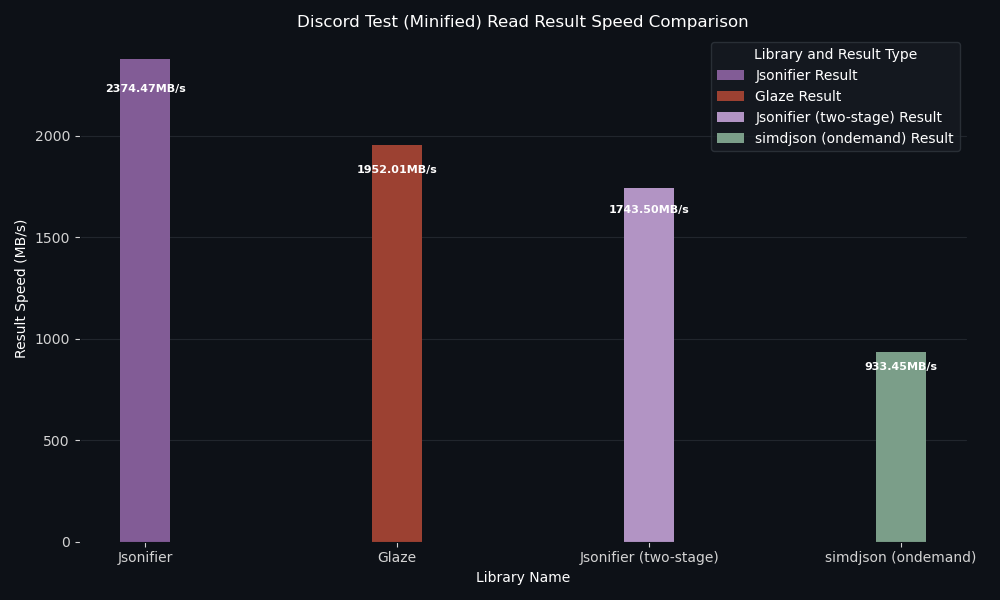 Discord Test (Minified) Read Result Speed Comparison
Library and Result Type
Jsonifier Result
Glaze Result
Jsonifier (two-stage) Result
simdjson (ondemand) Result
2374.47MB/s
1952.01MB/s
1743.50MB/s
933.45MB/s
Result Speed (MB/s)
2000
1500
1000
500
0
Jsonifier
Glaze
Jsonifier (two-stage)
simdjson (ondemand)
Library Name